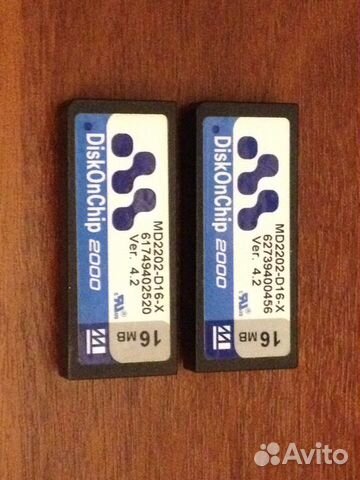 DiskOnChip 2000
MD2202-D16-X
61749402520
Ver. 4.2
16 MB
DiskOnChip 2000
MD2202-D16-X
62739400456
Ver. 4.2
16 MB
Avito